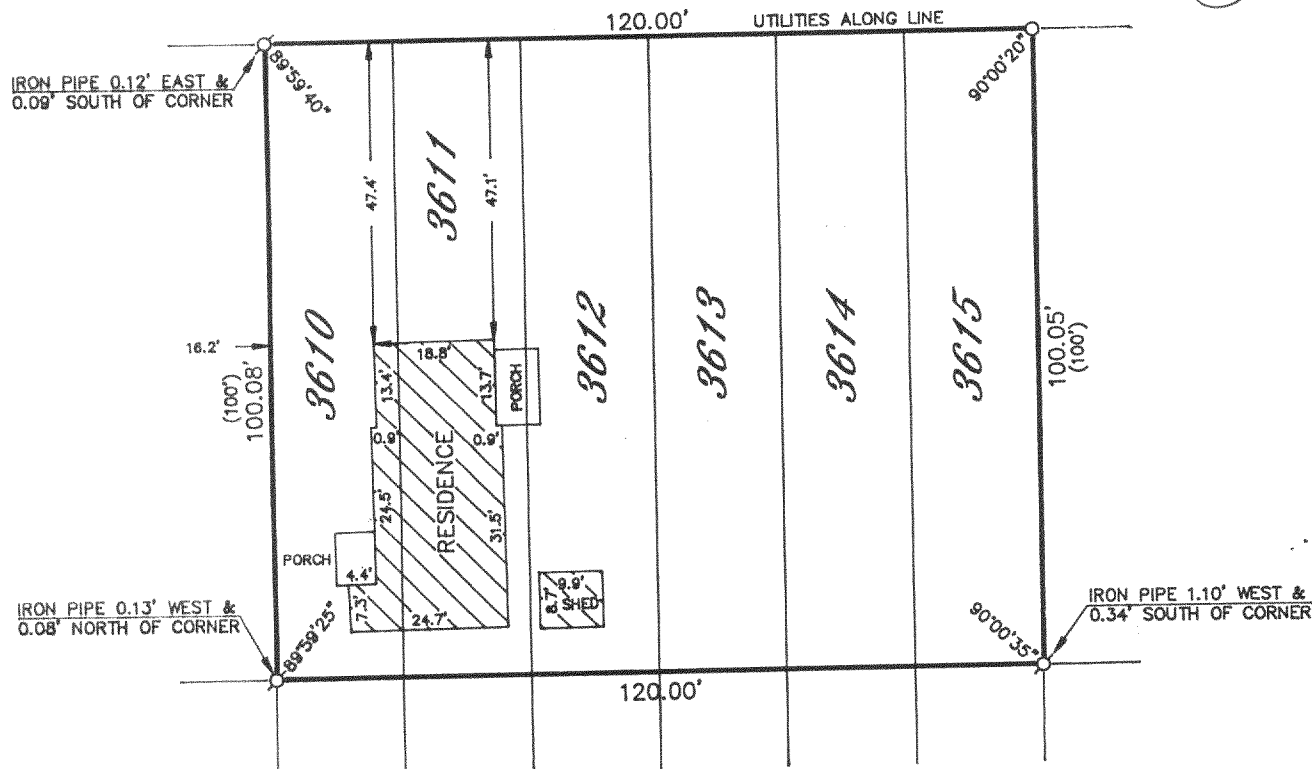 120.00' UTILITIES ALONG LINE
89°59'40"
90°00'20"
IRON PIPE 0.12' EAST &
0.09' SOUTH OF CORNER
3611
47.4'
47.1'
3610
3612
3613
3614
3615
16.2'
(100')
100.08'
100.05'
(100')
18.8'
13.4'
13.7'
PORCH
0.9'
0.9'
RESIDENCE
24.5'
31.5'
PORCH
4.4'
7.3'
24.7'
9.9'
8.7'
SHED
IRON PIPE 0.13' WEST &
0.08' NORTH OF CORNER
89°59'25"
90°00'35"
IRON PIPE 1.10' WEST &
0.34' SOUTH OF CORNER
120.00'